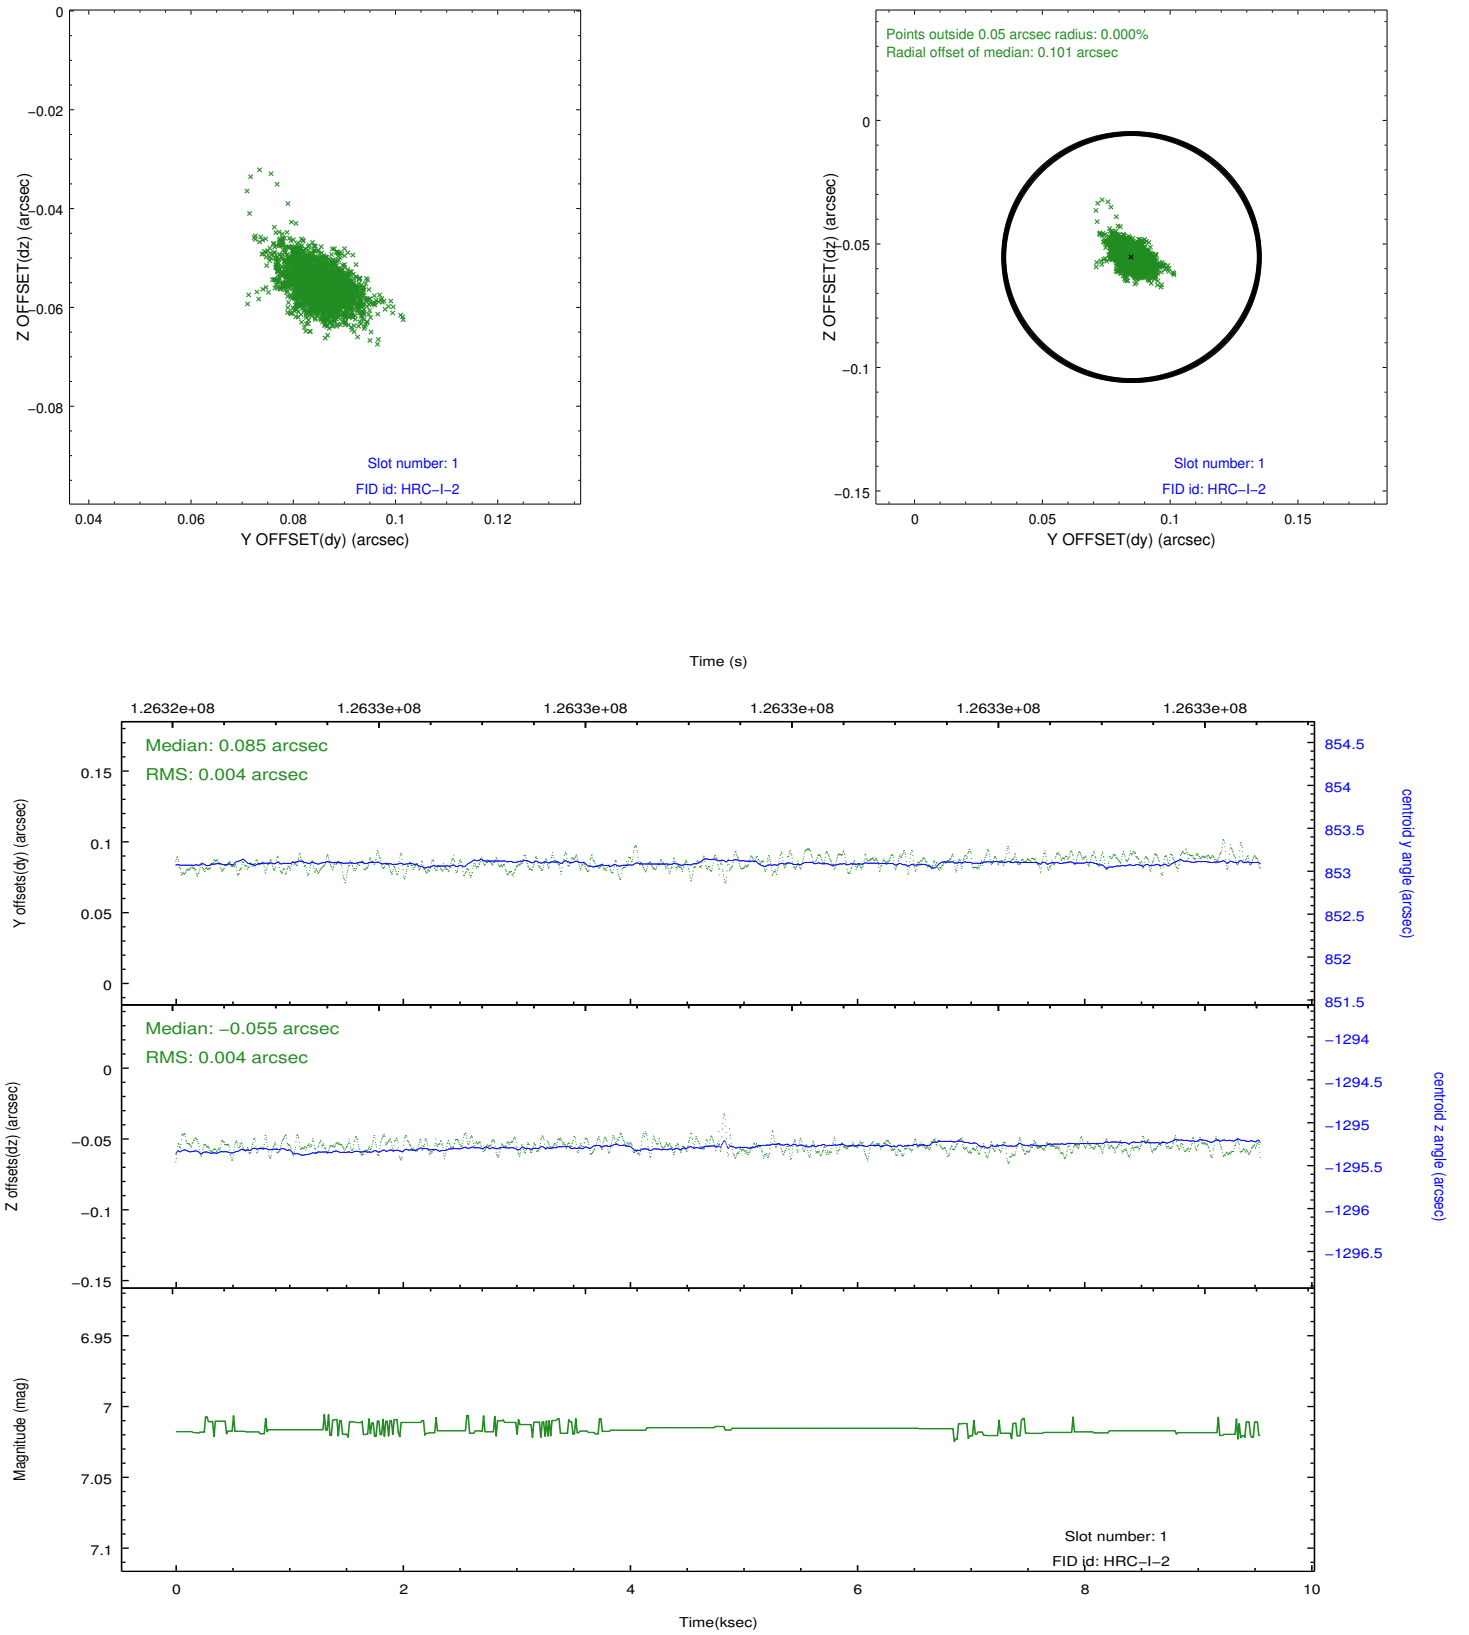 0
−0.02
−0.04
−0.06
−0.08
Z OFFSET(dz) (arcsec)
Slot number: 1
FID id: HRC−I−2
0.04 0.06 0.08 0.1 0.12
Y OFFSET(dy) (arcsec)
Points outside 0.05 arcsec radius: 0.000%
Radial offset of median: 0.101 arcsec
0
−0.05
−0.1
−0.15
Z OFFSET(dz) (arcsec)
Slot number: 1
FID id: HRC−I−2
0 0.05 0.1 0.15
Y OFFSET(dy) (arcsec)
Time (s)
1.2632e+08 1.2633e+08 1.2633e+08 1.2633e+08 1.2633e+08 1.2633e+08
Median: 0.085 arcsec
RMS: 0.004 arcsec
0.15
0.1
0.05
0
Y offsets(dy) (arcsec)
854.5
854
853.5
853
852.5
852
851.5
centroid y angle (arcsec)
Median: −0.055 arcsec
RMS: 0.004 arcsec
0
−0.05
−0.1
−0.15
Z offsets(dz) (arcsec)
−1294
−1294.5
−1295
−1295.5
−1296
−1296.5
centroid z angle (arcsec)
6.95
7
7.05
7.1
Magnitude (mag)
Slot number: 1
FID id: HRC−I−2
0 2 4 6 8 10
Time(ksec)